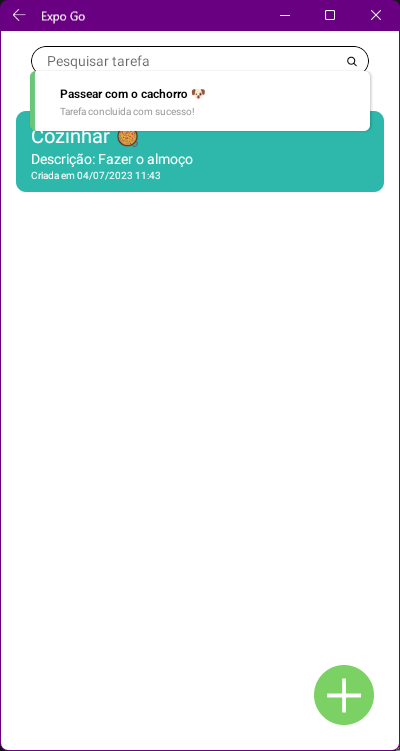 Expo Go
Pesquisar tarefa
Passear com o cachorro 🐶
Tarefa concluida com sucesso!
Cozinhar 🥘
Descrição: Fazer o almoço
Criada em 04/07/2023 11:43